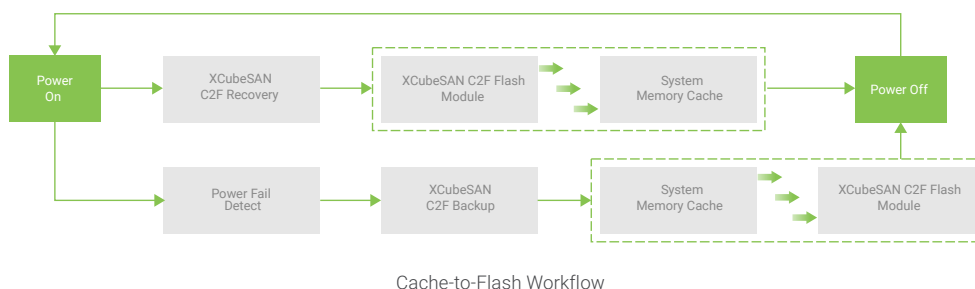 Power
On
XCubeSAN
C2F Recovery
XCubeSAN C2F Flash
Module
System
Memory Cache
Power Off
Power Fail
Detect
XCubeSAN
C2F Backup
System
Memory Cache
XCubeSAN C2F Flash
Module
Cache-to-Flash Workflow